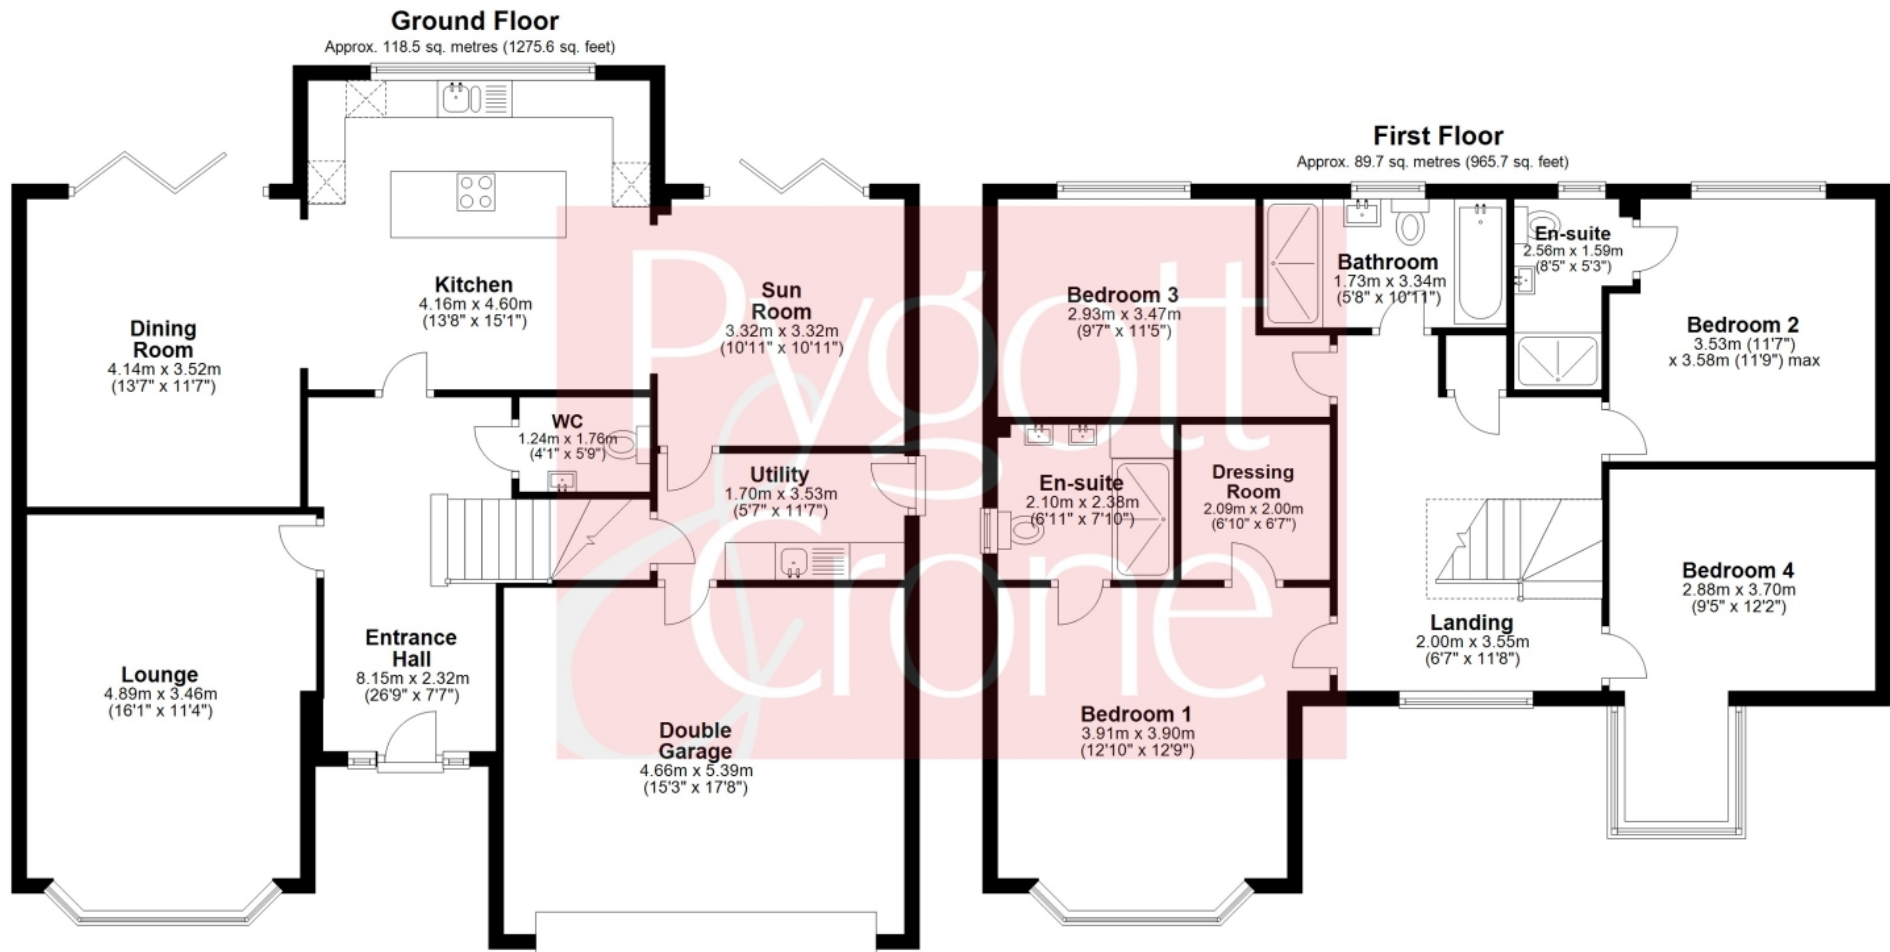 Ground Floor
Approx. 118.5 sq. metres (1275.6 sq. feet)
Kitchen
4.16m x 4.60m
(13'8" x 15'1")
Sun
Room
3.32m x 3.32m
(10'11" x 10'11")
Dining
Room
4.14m x 3.52m
(13'7" x 11'7")
WC
1.24m x 1.76m
(4'1" x 5'9")
Utility
1.70m x 3.53m
(5'7" x 11'7")
Entrance
Hall
8.15m x 2.32m
(26'9" x 7'7")
Lounge
4.89m x 3.46m
(16'1" x 11'4")
Double
Garage
4.66m x 5.39m
(15'3" x 17'8")
First Floor
Approx. 89.7 sq. metres (965.7 sq. feet)
En-suite
2.56m x 1.59m
(8'5" x 5'3")
Bathroom
1.73m x 3.34m
(5'8" x 10'11")
Bedroom 3
2.93m x 3.47m
(9'7" x 11'5")
Bedroom 2
3.53m (11'7")
x 3.58m (11'9") max
En-suite
2.10m x 2.38m
(6'11" x 7'10")
Dressing
Room
2.09m x 2.00m
(6'10" x 6'7")
Bedroom 4
2.88m x 3.70m
(9'5" x 12'2")
Landing
2.00m x 3.55m
(6'7" x 11'8")
Bedroom 1
3.91m x 3.90m
(12'10" x 12'9")
Pygott
& Crone